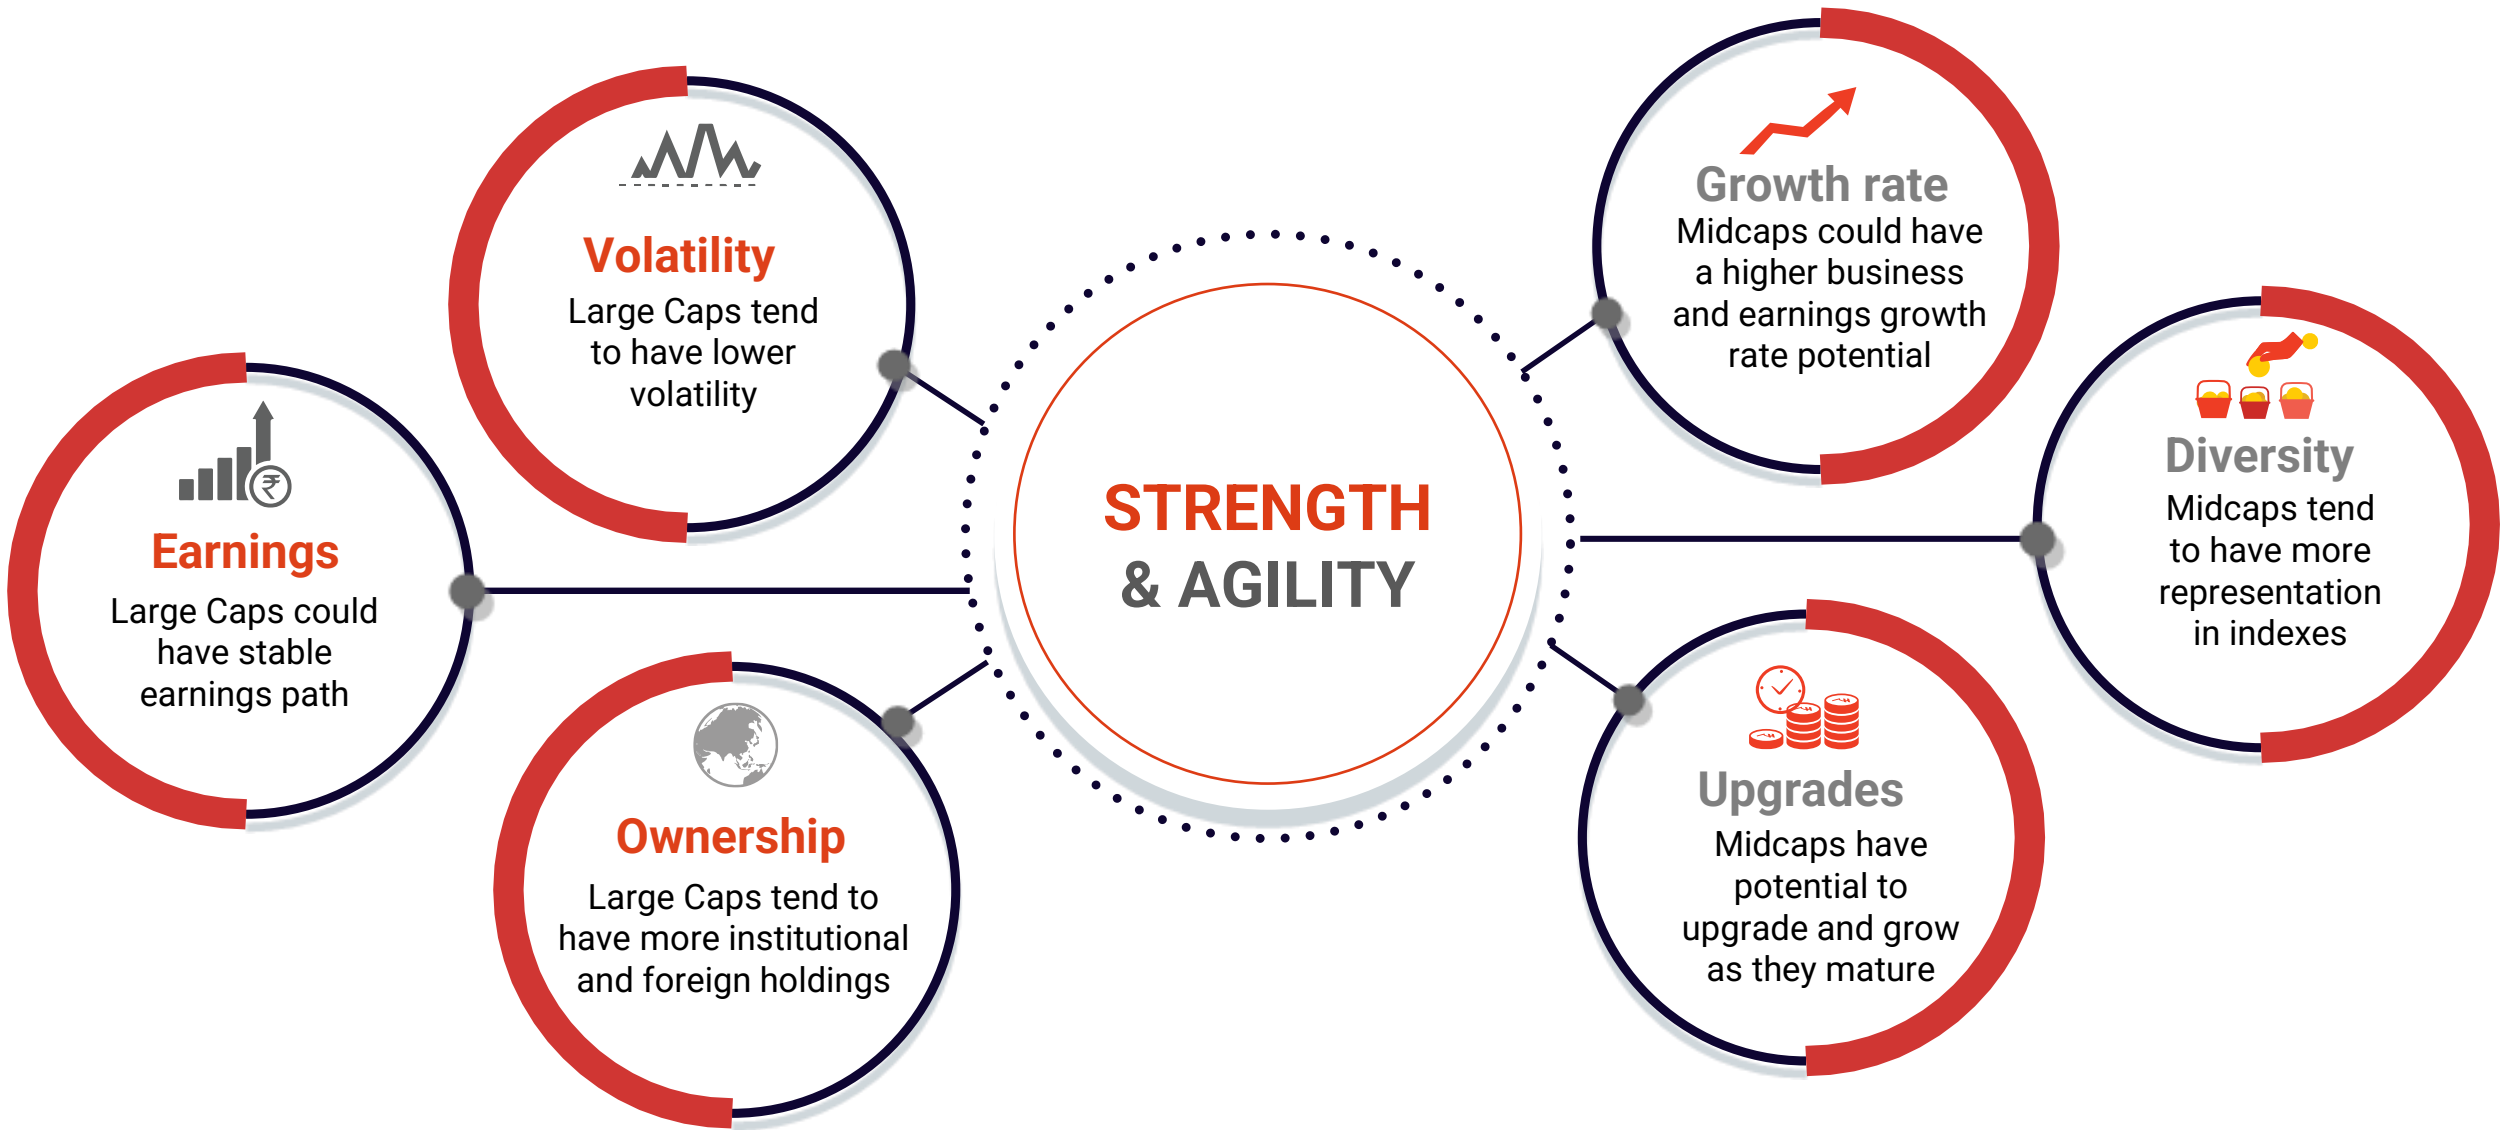 Volatility
Large Caps tend
to have lower
volatility
Earnings
Large Caps could
have stable
earnings path
Ownership
Large Caps tend to
have more institutional
and foreign holdings
STRENGTH
& AGILITY
Growth rate
Midcaps could have
a higher business
and earnings growth
rate potential
Diversity
Midcaps tend
to have more
representation
in indexes
Upgrades
Midcaps have
potential to
upgrade and grow
as they mature